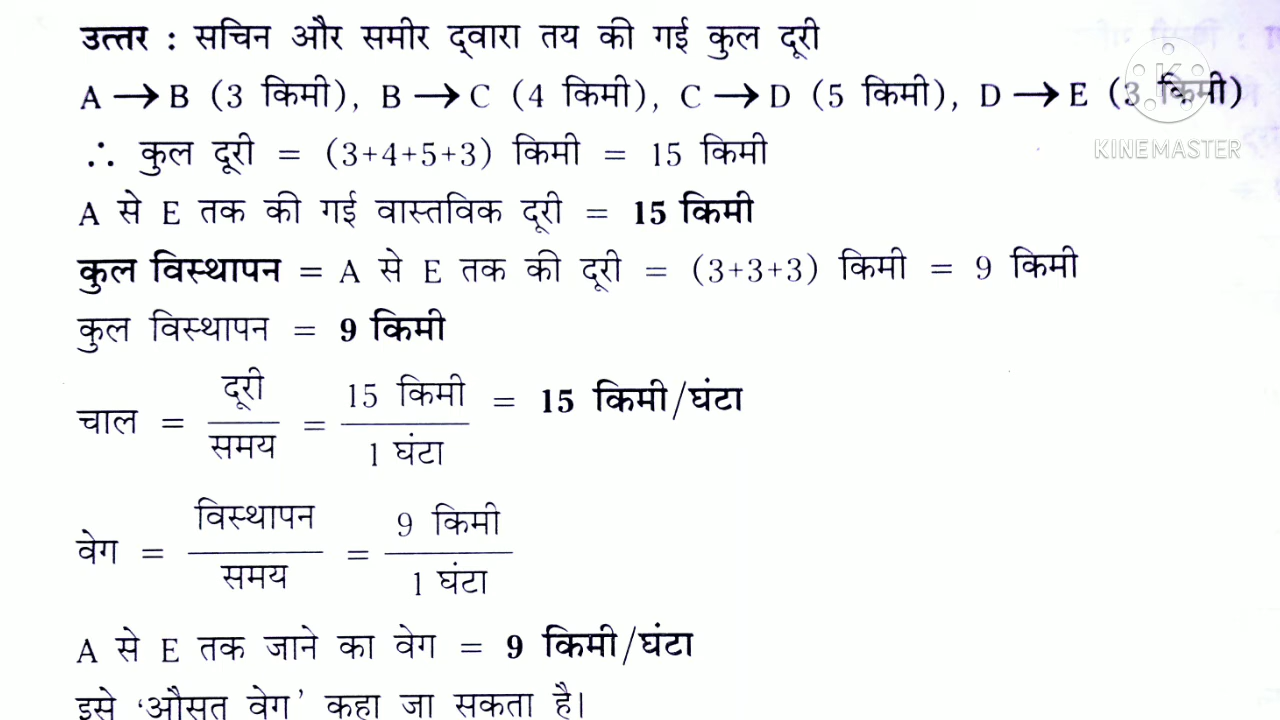 उत्तर : सचिन और समीर द्वारा तय की गई कुल दूरी
A → B (3 किमी), B → C (4 किमी), C → D (5 किमी), D → E (3 किमी)
KINEMASTER
∴ कुल दूरी = (3+4+5+3) किमी = 15 किमी
A से E तक की गई वास्तविक दूरी = 15 किमी
कुल विस्थापन = A से E तक की दूरी = (3+3+3) किमी = 9 किमी
कुल विस्थापन = 9 किमी
चाल = दूरी / समय = 15 किमी / 1 घंटा = 15 किमी/घंटा
वेग = विस्थापन / समय = 9 किमी / 1 घंटा
A से E तक जाने का वेग = 9 किमी/घंटा
इसे 'औसत वेग' कहा जा सकता है।